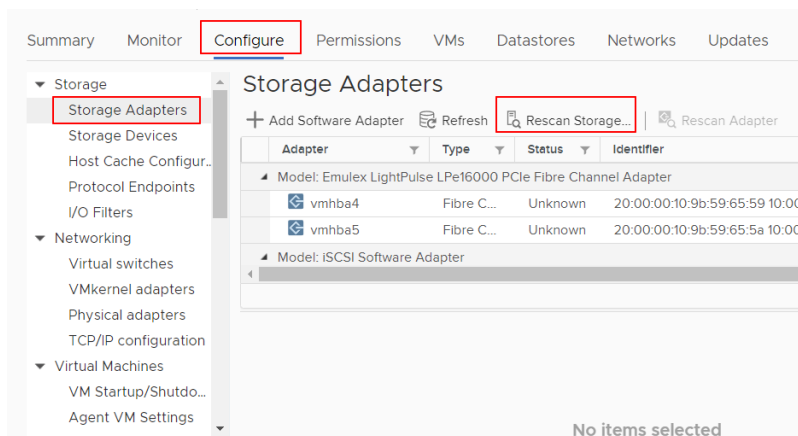 Summary Monitor Configure Permissions VMs Datastores Networks Updates
Storage
Storage Adapters
Storage Devices
Host Cache Configur..
Protocol Endpoints
I/O Filters
Networking
Virtual switches
VMkernel adapters
Physical adapters
TCP/IP configuration
Virtual Machines
VM Startup/Shutdo...
Agent VM Settings
Storage Adapters
Add Software Adapter Refresh Rescan Storage... Rescan Adapter
Adapter Type Status Identifier
Model: Emulex LightPulse LPe16000 PCIe Fibre Channel Adapter
vmhba4 Fibre C... Unknown 20:00:00:10:9b:59:65:59 10:00
vmhba5 Fibre C... Unknown 20:00:00:10:9b:59:65:5a 10:00
Model: iSCSI Software Adapter
No items selected